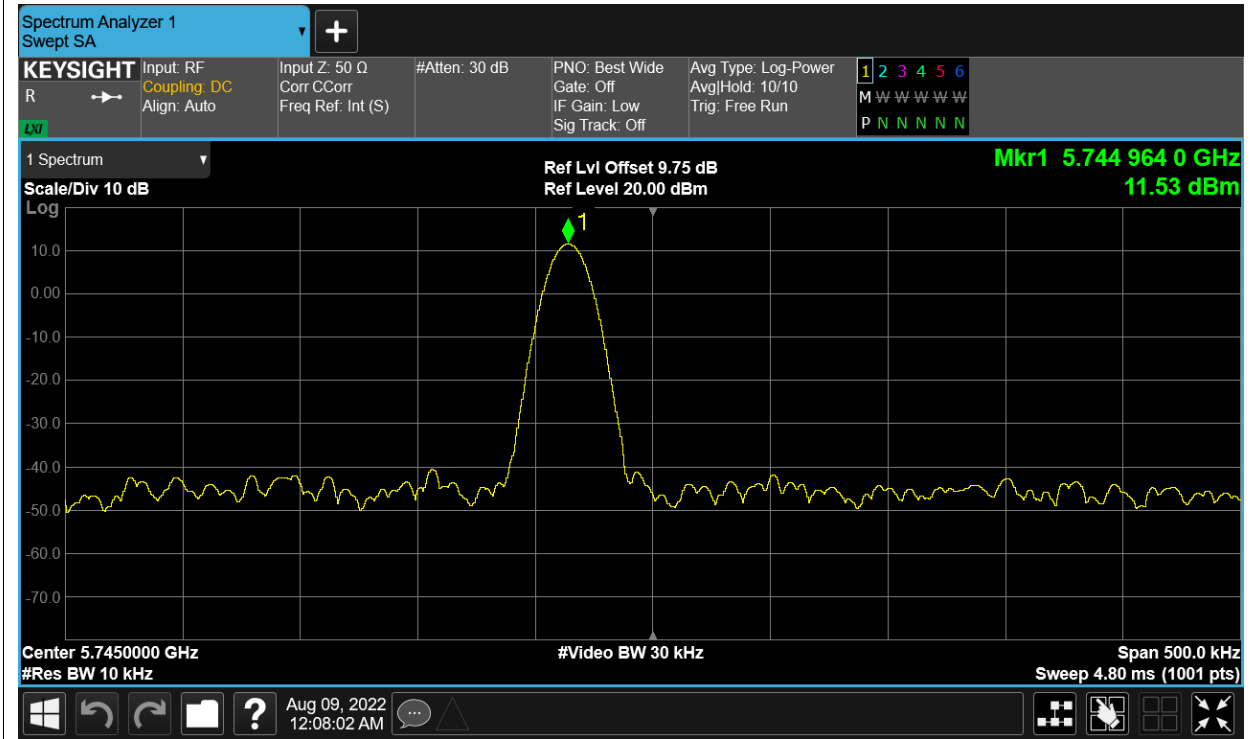 Spectrum Analyzer 1
Swept SA
KEYSIGHT
R
LXI
Input: RF
Coupling: DC
Align: Auto
Input Z: 50 Ω
Corr CCorr
Freq Ref: Int (S)
#Atten: 30 dB
PNO: Best Wide
Gate: Off
IF Gain: Low
Sig Track: Off
Avg Type: Log-Power
Avg|Hold: 10/10
Trig: Free Run
1 2 3 4 5 6
M W W W W W
P N N N N N
1 Spectrum
Scale/Div 10 dB
Log
Ref Lvl Offset 9.75 dB
Ref Level 20.00 dBm
Mkr1 5.744 964 0 GHz
11.53 dBm
1
10.0
0.00
-10.0
-20.0
-30.0
-40.0
-50.0
-60.0
-70.0
Center 5.7450000 GHz
#Res BW 10 kHz
#Video BW 30 kHz
Span 500.0 kHz
Sweep 4.80 ms (1001 pts)
?
Aug 09, 2022
12:08:02 AM